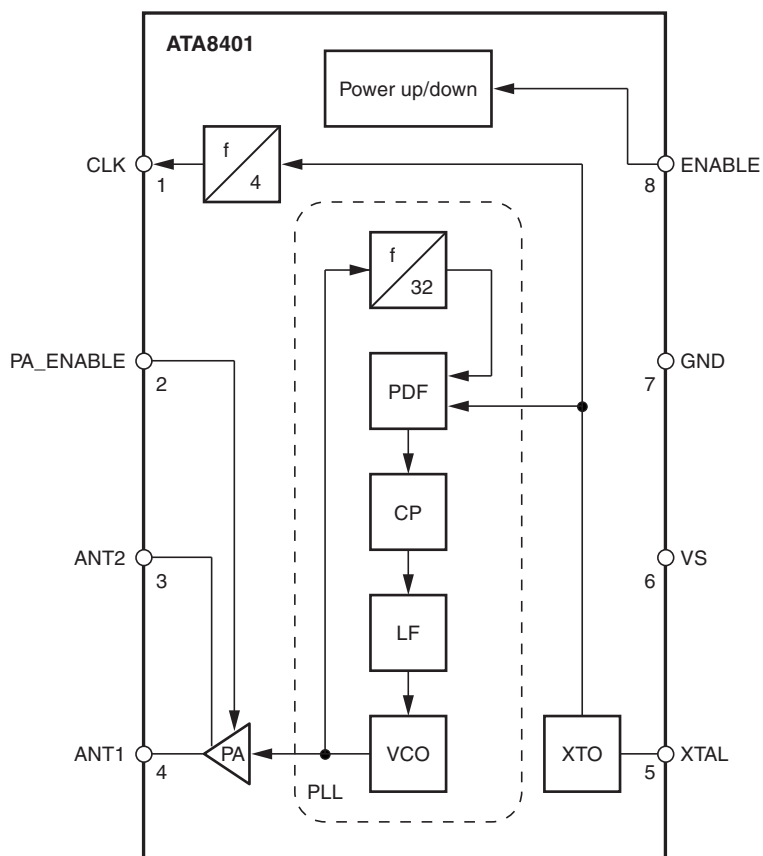 ATA8401
Power up/down
CLK
1
f
4
ENABLE
8
f
32
PA_ENABLE
2
PDF
GND
7
CP
ANT2
3
VS
6
LF
ANT1
4
PA
VCO
XTO
XTAL
5
PLL